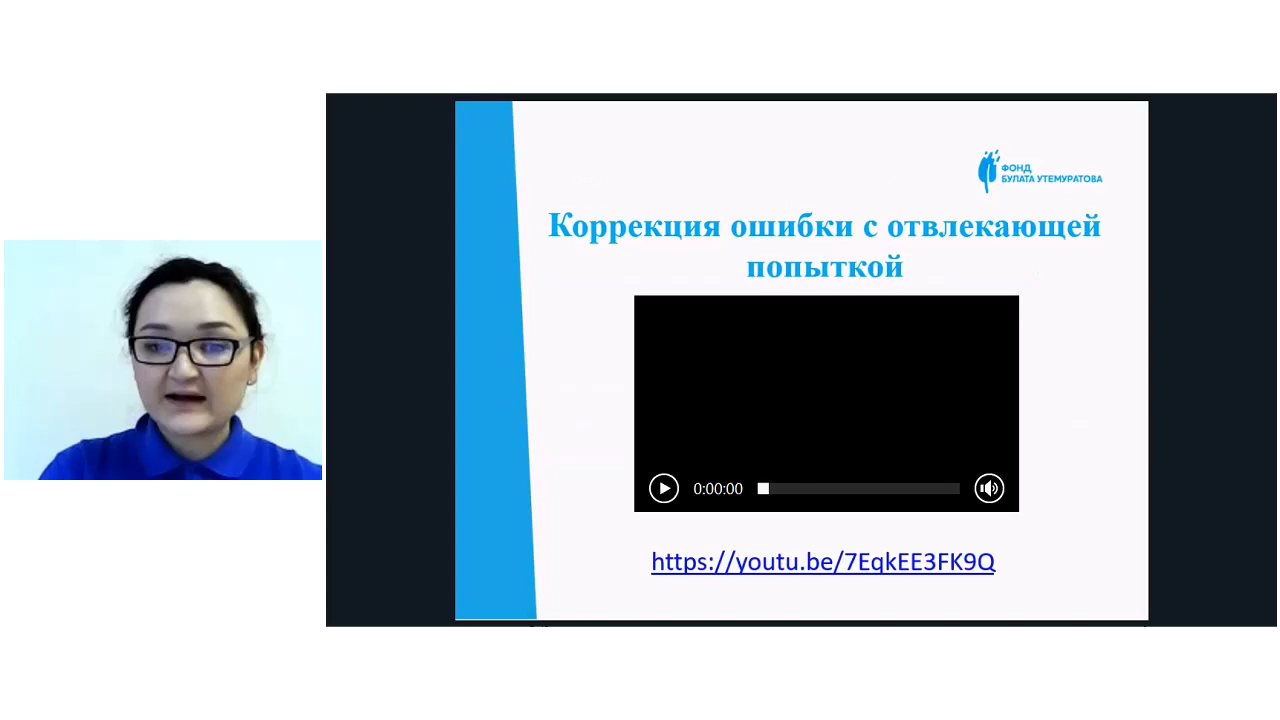 ФОНД
БУЛАТА УТЕМУРАТОВА
Коррекция ошибки с отвлекающей
попыткой
0:00:00
https://youtu.be/7EqkEE3FK9Q